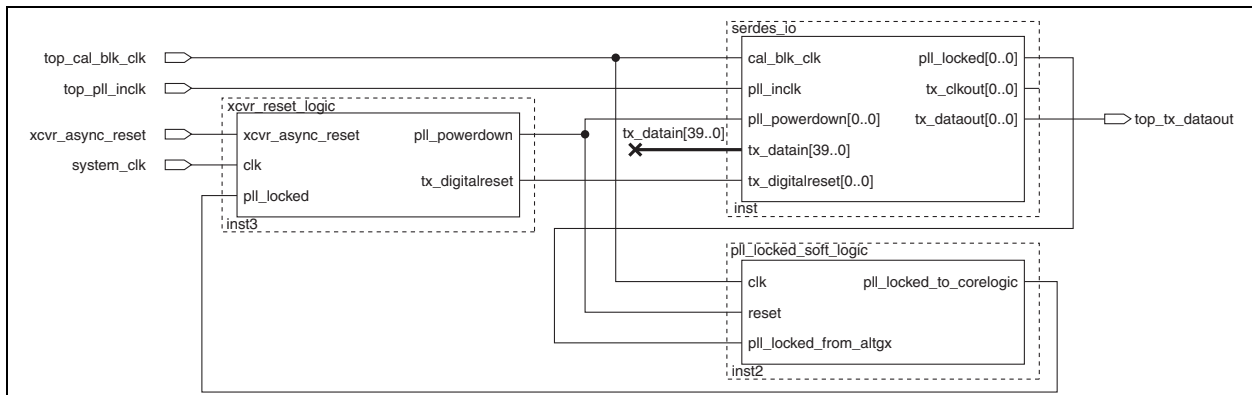 top_cal_blk_clk
top_pll_inclk
xcvr_async_reset
system_clk
xcvr_reset_logic
xcvr_async_reset
pll_powerdown
clk
tx_digitalreset
pll_locked
inst3
serdes_io
cal_blk_clk
pll_locked[0..0]
pll_inclk
tx_clkout[0..0]
pll_powerdown[0..0]
tx_dataout[0..0]
tx_datain[39..0]
tx_datain[39..0]
tx_digitalreset[0..0]
inst
top_tx_dataout
pll_locked_soft_logic
clk
pll_locked_to_corelogic
reset
pll_locked_from_altgx
inst2